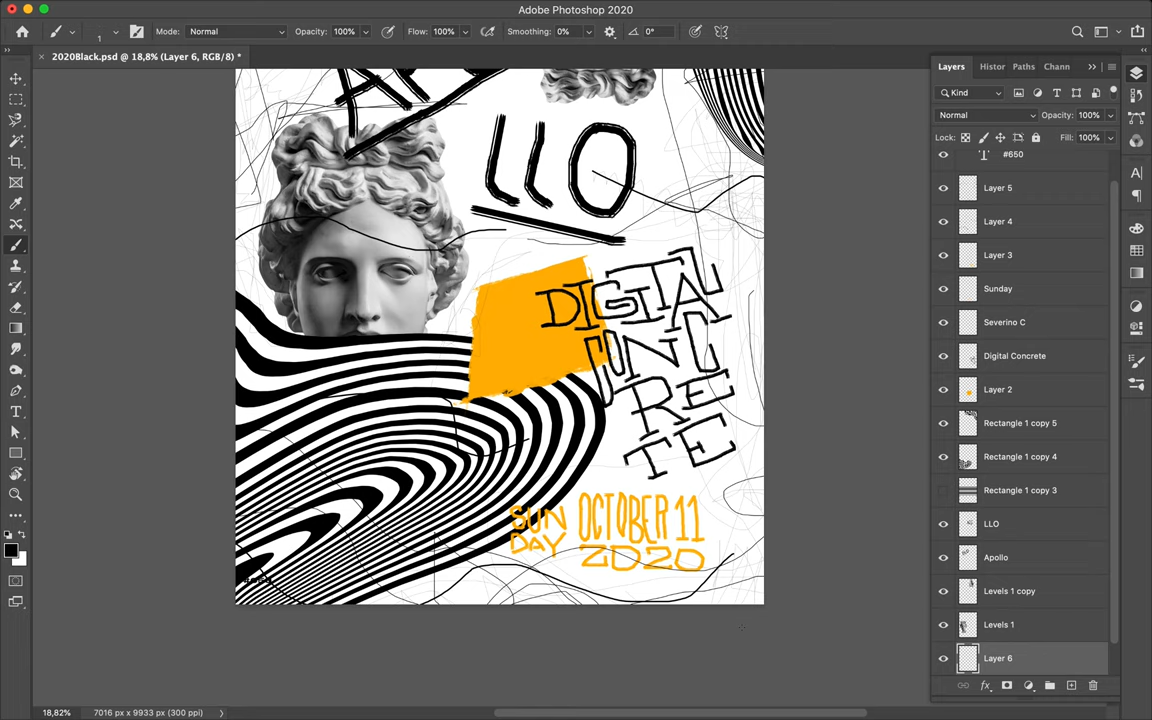 Adobe Photoshop 2020
1
Mode: Normal
Opacity: 100%
Flow: 100%
Smoothing: 0%
0°
2020Black.psd @ 18,8% (Layer 6, RGB/8) *
LLO
DIGITAL
CONC
RE
TE
SUN
DAY
OCTOBER 11
2020
Layers
Histor
Paths
Chann
Kind
Normal
Opacity: 100%
Lock:
Fill: 100%
#650
Layer 5
Layer 4
Layer 3
Sunday
Severino C
Digital Concrete
Layer 2
Rectangle 1 copy 5
Rectangle 1 copy 4
Rectangle 1 copy 3
LLO
Apollo
Levels 1 copy
Levels 1
Layer 6
18,82%
7016 px x 9933 px (300 ppi)